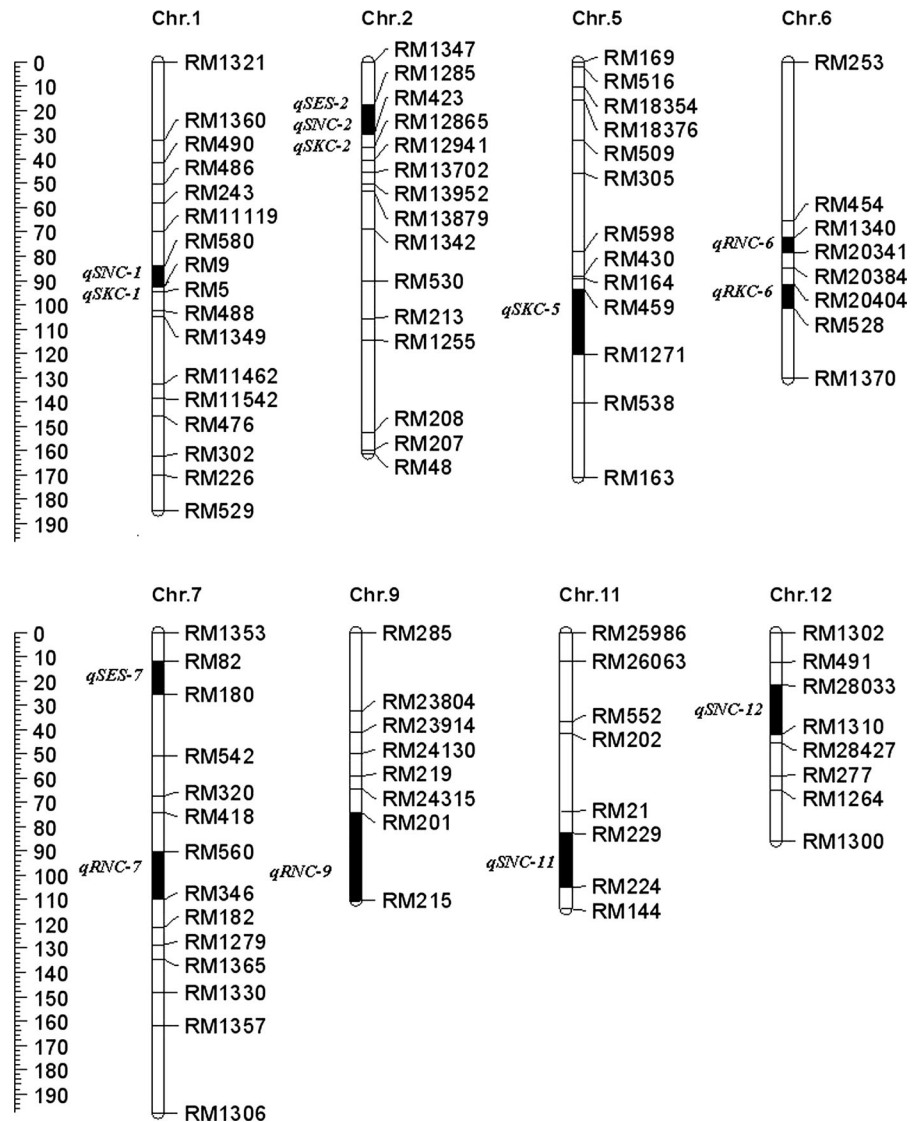 Chr.1
Chr.2
Chr.5
Chr.6
0
10
20
30
40
50
60
70
80
90
100
110
120
130
140
150
160
170
180
190
qSNC-1
qSKC-1
RM1321
RM1360
RM490
RM486
RM243
RM11119
RM580
RM9
RM5
RM488
RM1349
RM11462
RM11542
RM476
RM302
RM226
RM529
qSES-2
qSNC-2
qSKC-2
RM1347
RM1285
RM423
RM12865
RM12941
RM13702
RM13952
RM13879
RM1342
RM530
RM213
RM1255
RM208
RM207
RM48
qSKC-5
RM169
RM516
RM18354
RM18376
RM509
RM305
RM598
RM430
RM164
RM459
RM1271
RM538
RM163
qRNC-6
qRKC-6
RM253
RM454
RM1340
RM20341
RM20384
RM20404
RM528
RM1370
Chr.7
Chr.9
Chr.11
Chr.12
0
10
20
30
40
50
60
70
80
90
100
110
120
130
140
150
160
170
180
190
qSES-7
qRNC-7
RM1353
RM82
RM180
RM542
RM320
RM418
RM560
RM346
RM182
RM1279
RM1365
RM1330
RM1357
RM1306
qRNC-9
RM285
RM23804
RM23914
RM24130
RM219
RM24315
RM201
RM215
qSNC-11
RM25986
RM26063
RM552
RM202
RM21
RM229
RM224
RM144
qSNC-12
RM1302
RM491
RM28033
RM1310
RM28427
RM277
RM1264
RM1300